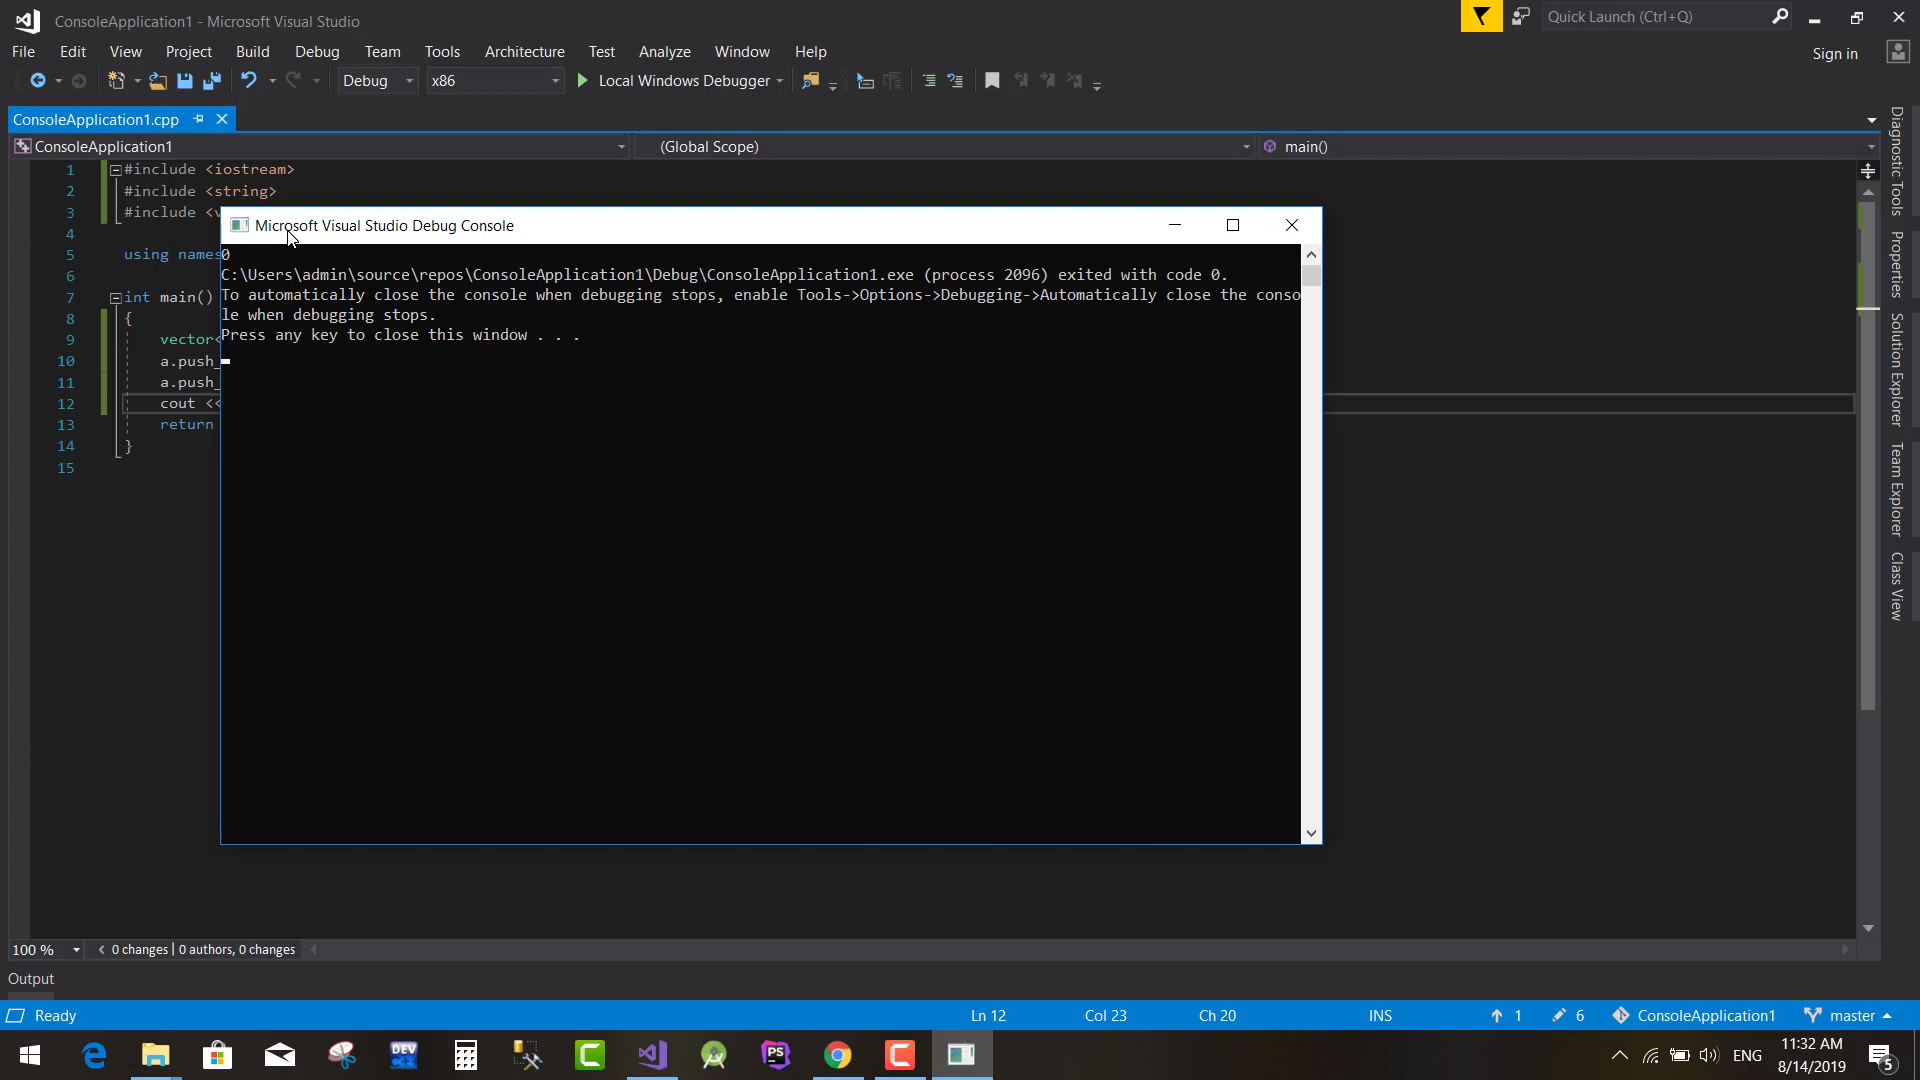 ConsoleApplication1 - Microsoft Visual Studio
Quick Launch (Ctrl+Q)
File Edit View Project Build Debug Team Tools Architecture Test Analyze Window Help
Sign in
Debug x86 Local Windows Debugger
ConsoleApplication1.cpp
ConsoleApplication1 (Global Scope) main()
1 #include <iostream>
2 #include <string>
3 #include <v
4
5 using names
6
7 int main()
8 {
9 vector<
10 a.push_
11 a.push_
12 cout <<
13 return
14 }
15
Microsoft Visual Studio Debug Console
0
C:\Users\admin\source\repos\ConsoleApplication1\Debug\ConsoleApplication1.exe (process 2096) exited with code 0.
To automatically close the console when debugging stops, enable Tools->Options->Debugging->Automatically close the conso
le when debugging stops.
Press any key to close this window . . .
Diagnostic Tools
Properties
Solution Explorer
Team Explorer
Class View
100 % 0 changes | 0 authors, 0 changes
Output
Ready Ln 12 Col 23 Ch 20 INS 1 6 ConsoleApplication1 master
DEV
PS
ENG
11:32 AM
8/14/2019
5